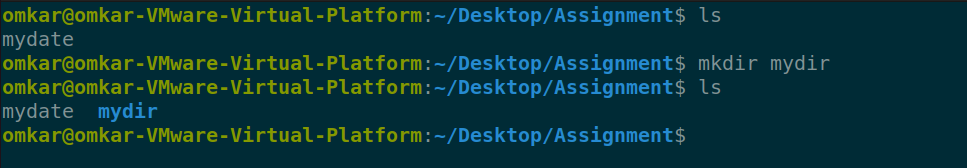 omkar@omkar-VMware-Virtual-Platform:~/Desktop/Assignment$ ls
mydate
omkar@omkar-VMware-Virtual-Platform:~/Desktop/Assignment$ mkdir mydir
omkar@omkar-VMware-Virtual-Platform:~/Desktop/Assignment$ ls
mydate  mydir
omkar@omkar-VMware-Virtual-Platform:~/Desktop/Assignment$